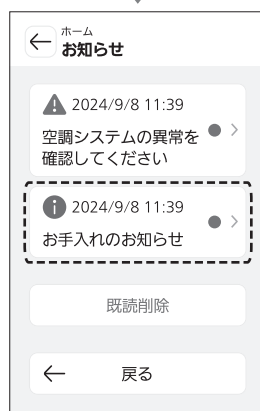 ホーム
お知らせ
2024/9/8 11:39
空調システムの異常を
確認してください
2024/9/8 11:39
お手入れのお知らせ
既読削除
戻る